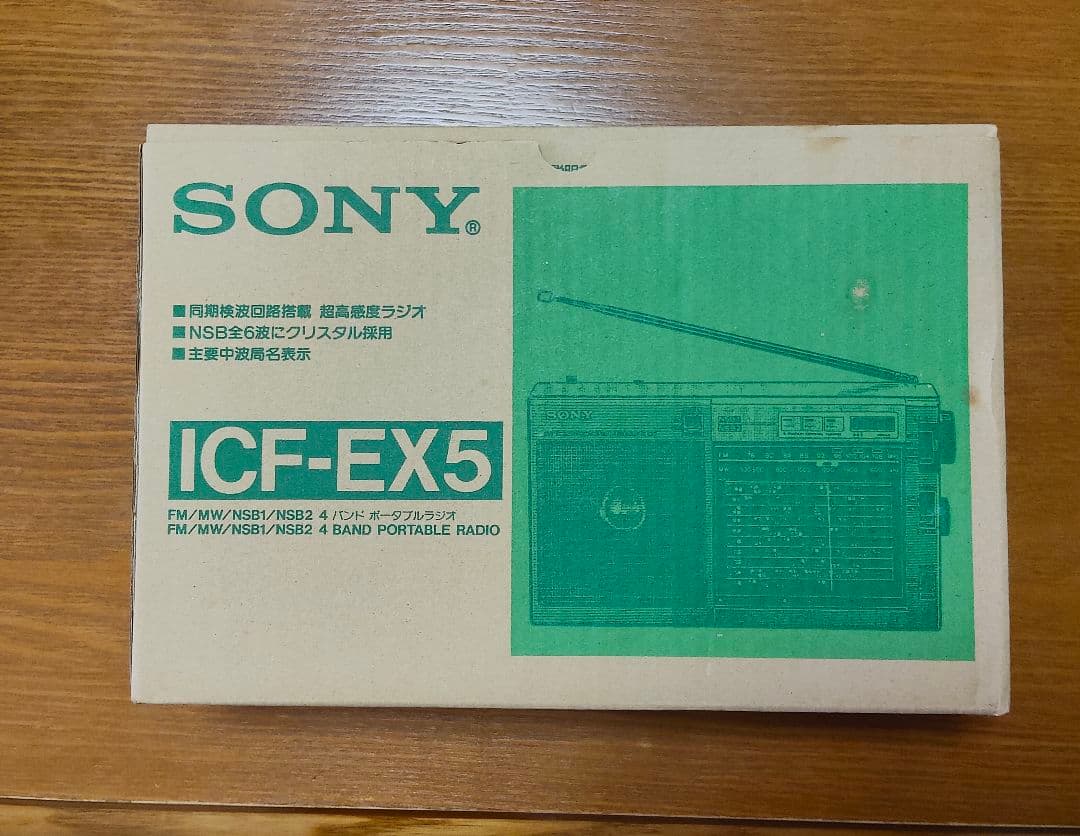 SONY®
■同期検波回路搭載 超高感度ラジオ
■NSB全6波にクリスタル採用
■主要中波局名表示
ICF-EX5
FM/MW/NSB1/NSB2 4 バンド ポータブルラジオ
FM/MW/NSB1/NSB2 4 BAND PORTABLE RADIO
SONY
FM
MW